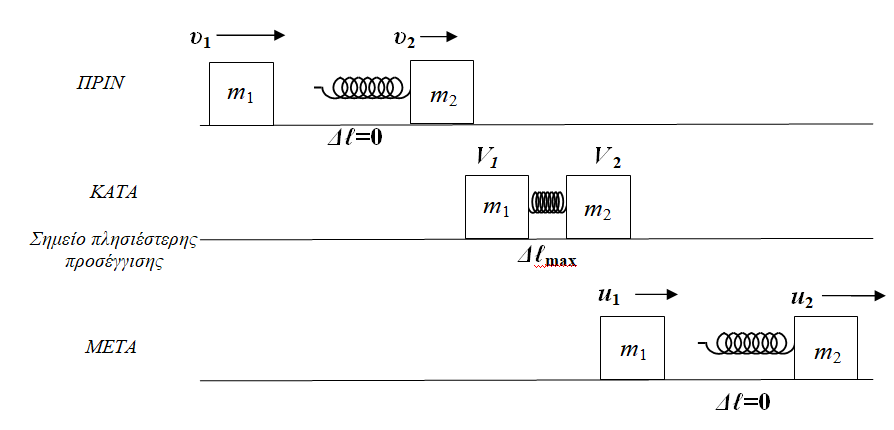 υ1 υ2
ΠΡΙΝ
m1 m2
Δℓ=0
V1 V2
ΚΑΤΑ
m1 m2
Σημείο πλησιέστερης
προσέγγισης
Δℓmax
u1 u2
ΜΕΤΑ
m1 m2
Δℓ=0